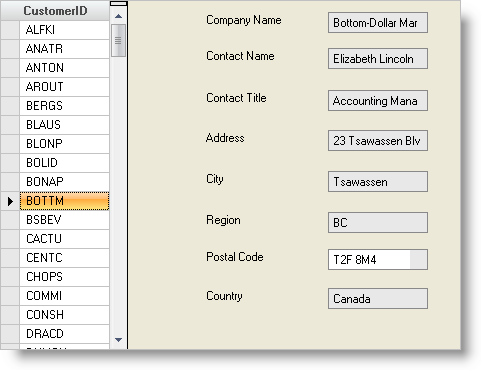 CustomerID
ALFKI
ANATR
ANTON
AROUT
BERGS
BLAUS
BLONP
BOLID
BONAP
BOTTM
BSBEV
CACTU
CENTC
CHOPS
COMMI
CONSH
DRACD
Company Name Bottom-Dollar Mar
Contact Name Elizabeth Lincoln
Contact Title Accounting Mana
Address 23 Tsawassen Blv
City Tsawassen
Region BC
Postal Code T2F 8M4
Country Canada